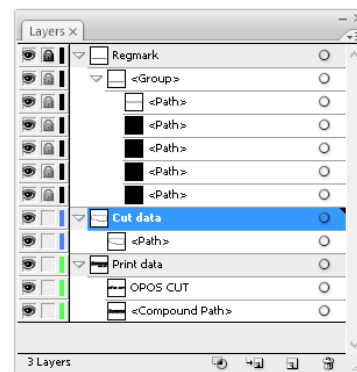 Layers ×
Regmark
<Group>
<Path>
<Path>
<Path>
<Path>
<Path>
Cut data
<Path>
Print data
OPOS CUT
<Compound Path>
3 Layers